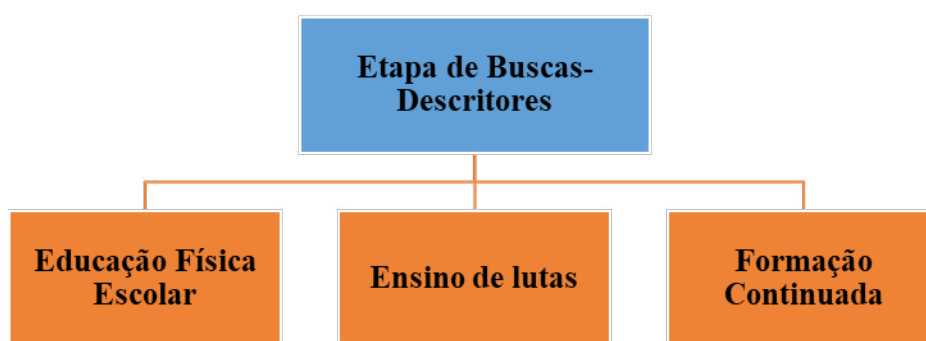 Etapa de Buscas-
Descritores
Educação Física
Escolar
Ensino de lutas
Formação
Continuada